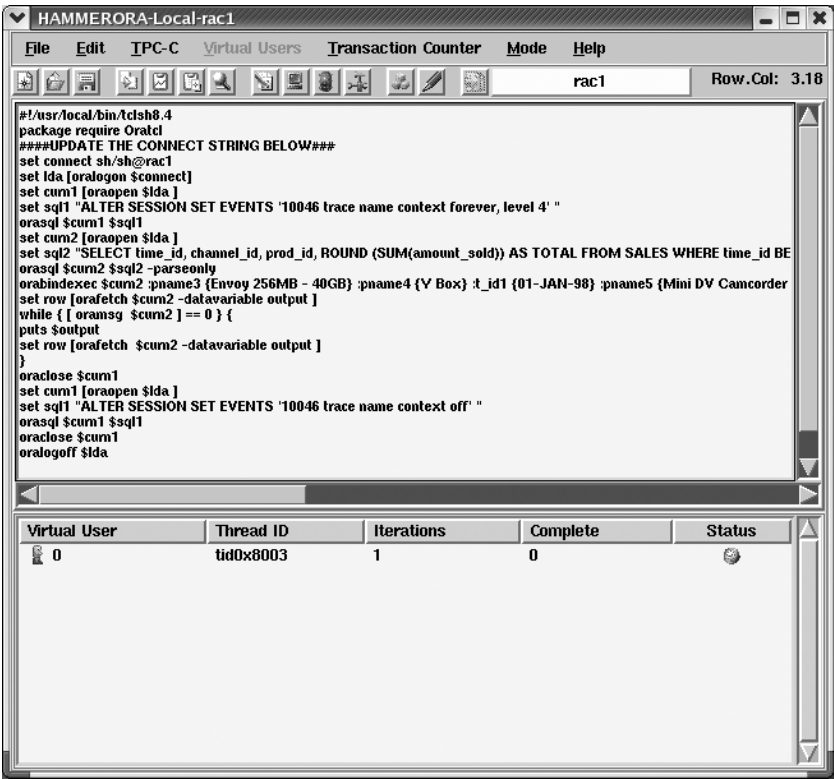 HAMMERORA-Local-rac1
File Edit TPC-C Virtual Users Transaction Counter Mode Help
rac1 Row.Col: 3.18
#!/usr/local/bin/tclsh8.4
package require Oratcl
####UPDATE THE CONNECT STRING BELOW###
set connect sh/sh@rac1
set lda [oralogon $connect]
set curn1 [oraopen $lda ]
set sql1 "ALTER SESSION SET EVENTS '10046 trace name context forever, level 4' "
orasql $curn1 $sql1
set curn2 [oraopen $lda ]
set sql2 "SELECT time_id, channel_id, prod_id, ROUND (SUM(amount_sold)) AS TOTAL FROM SALES WHERE time_id BE
orasql $curn2 $sql2 -parseonly
orabindexec $curn2 :pname3 {Envoy 256MB - 40GB} :pname4 {Y Box} :t_id1 {01-JAN-98} :pname5 {Mini DV Camcorder
set row [orafetch $curn2 -datavariable output ]
while { [ oramsg $curn2 ] == 0 } {
puts $output
set row [orafetch $curn2 -datavariable output ]
}
oraclose $curn1
set curn1 [oraopen $lda ]
set sql1 "ALTER SESSION SET EVENTS '10046 trace name context off' "
orasql $curn1 $sql1
oraclose $curn1
oralogoff $lda
Virtual User Thread ID Iterations Complete Status
0 tid0x8003 1 0